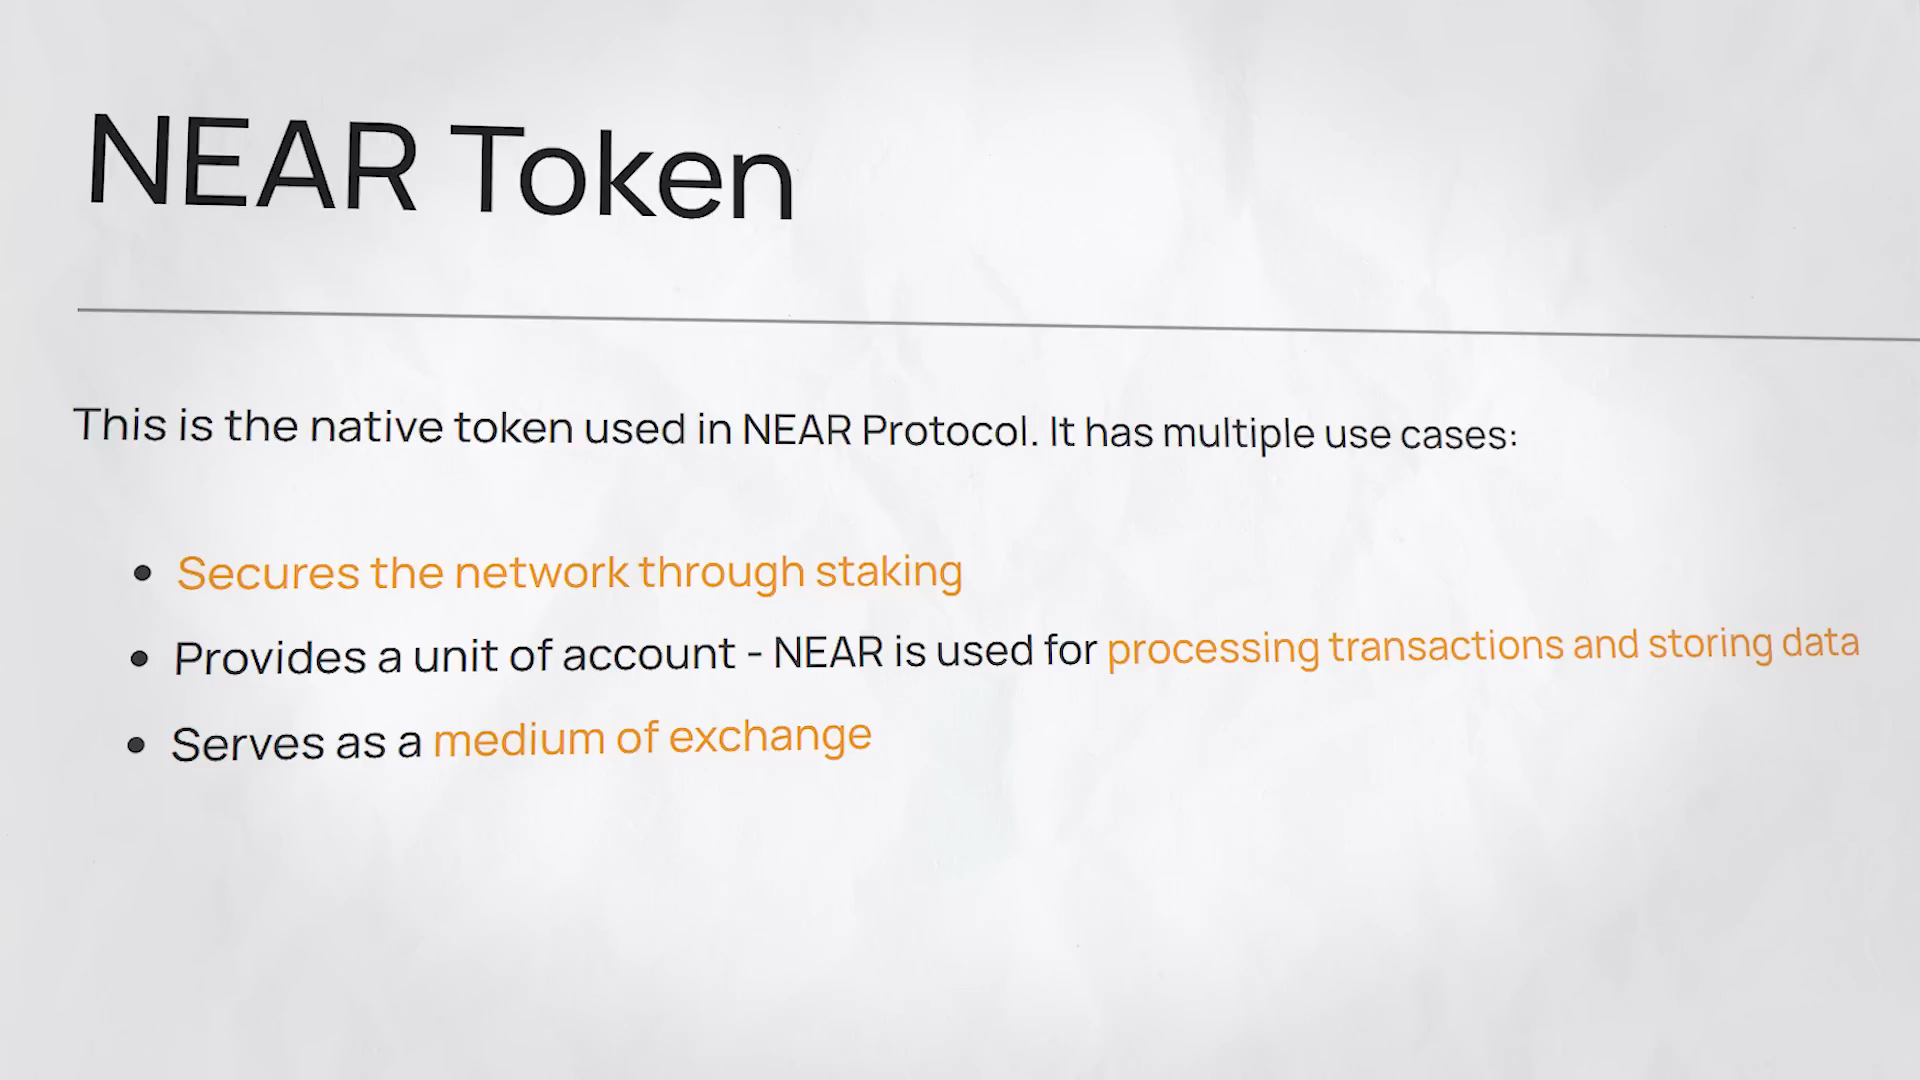 NEAR Token
This is the native token used in NEAR Protocol. It has multiple use cases:
• Secures the network through staking
• Provides a unit of account - NEAR is used for processing transactions and storing data
• Serves as a medium of exchange